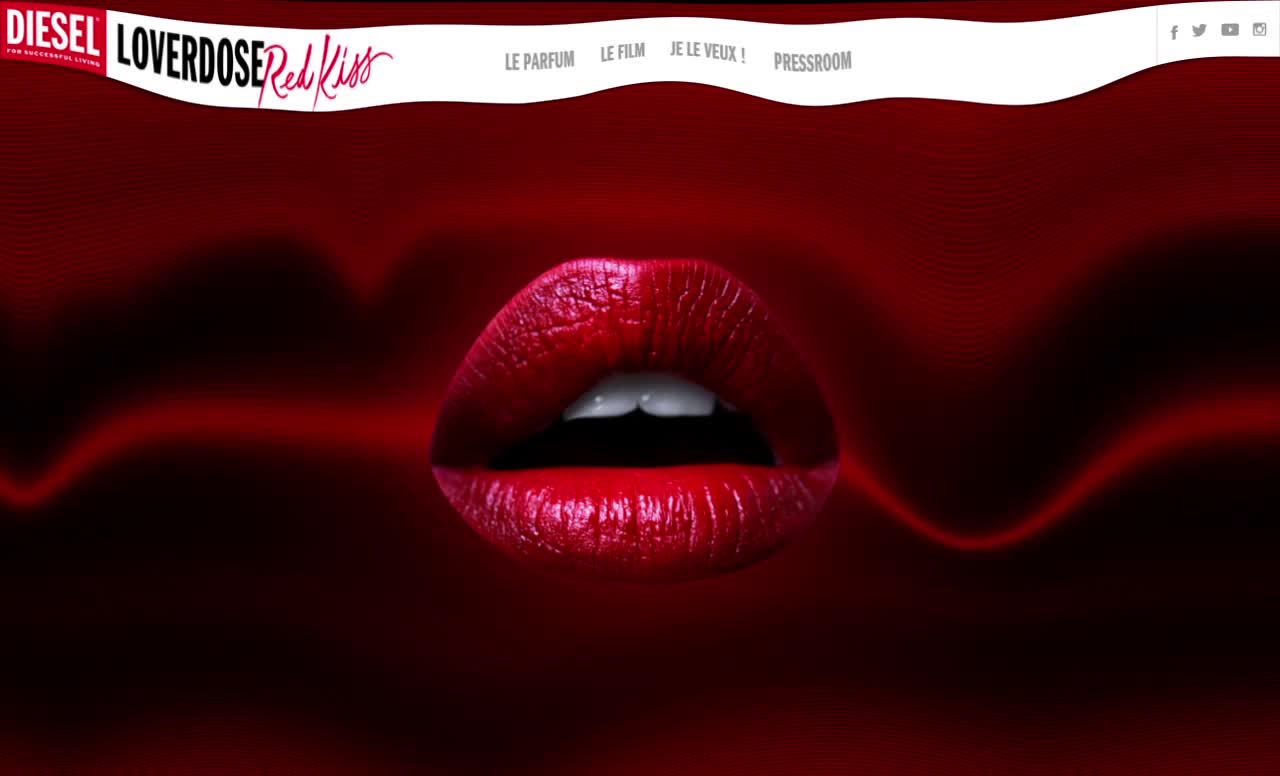 DIESEL
FOR SUCCESSFUL LIVING
LOVERDOSE Red Kiss
LE PARFUM
LE FILM
JE LE VEUX !
PRESSROOM